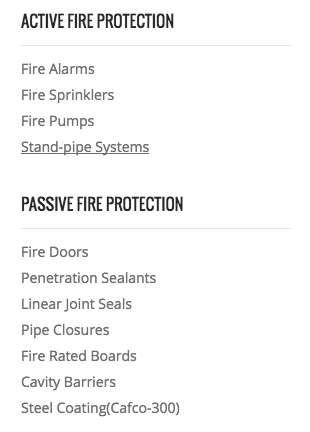 ACTIVE FIRE PROTECTION
Fire Alarms
Fire Sprinklers
Fire Pumps
Stand-pipe Systems
PASSIVE FIRE PROTECTION
Fire Doors
Penetration Sealants
Linear Joint Seals
Pipe Closures
Fire Rated Boards
Cavity Barriers
Steel Coating(Cafco-300)